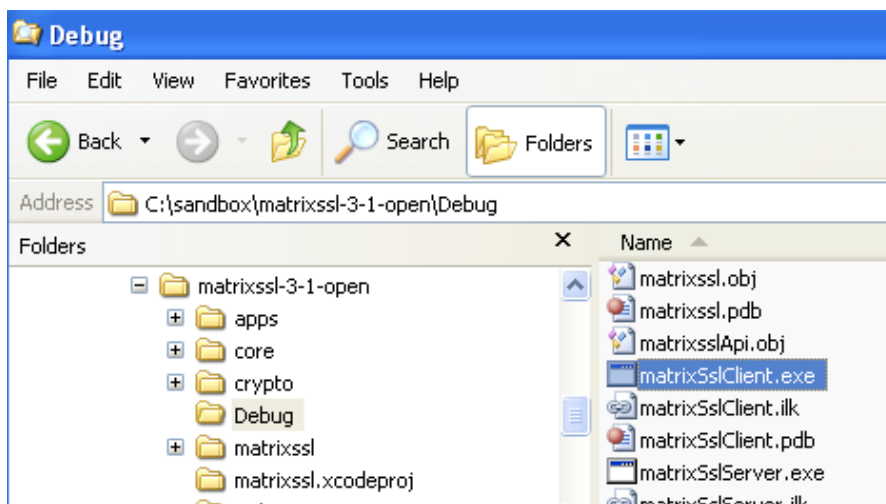 Debug
File Edit View Favorites Tools Help
Back Search Folders
Address C:\sandbox\matrixssl-3-1-open\Debug
Folders
Name
matrixssl-3-1-open
apps
core
crypto
Debug
matrixssl
matrixssl.xcodeproj
matrixssl.obj
matrixssl.pdb
matrixsslApi.obj
matrixSslClient.exe
matrixSslClient.ilk
matrixSslClient.pdb
matrixSslServer.exe
matrixSslServer.ilk